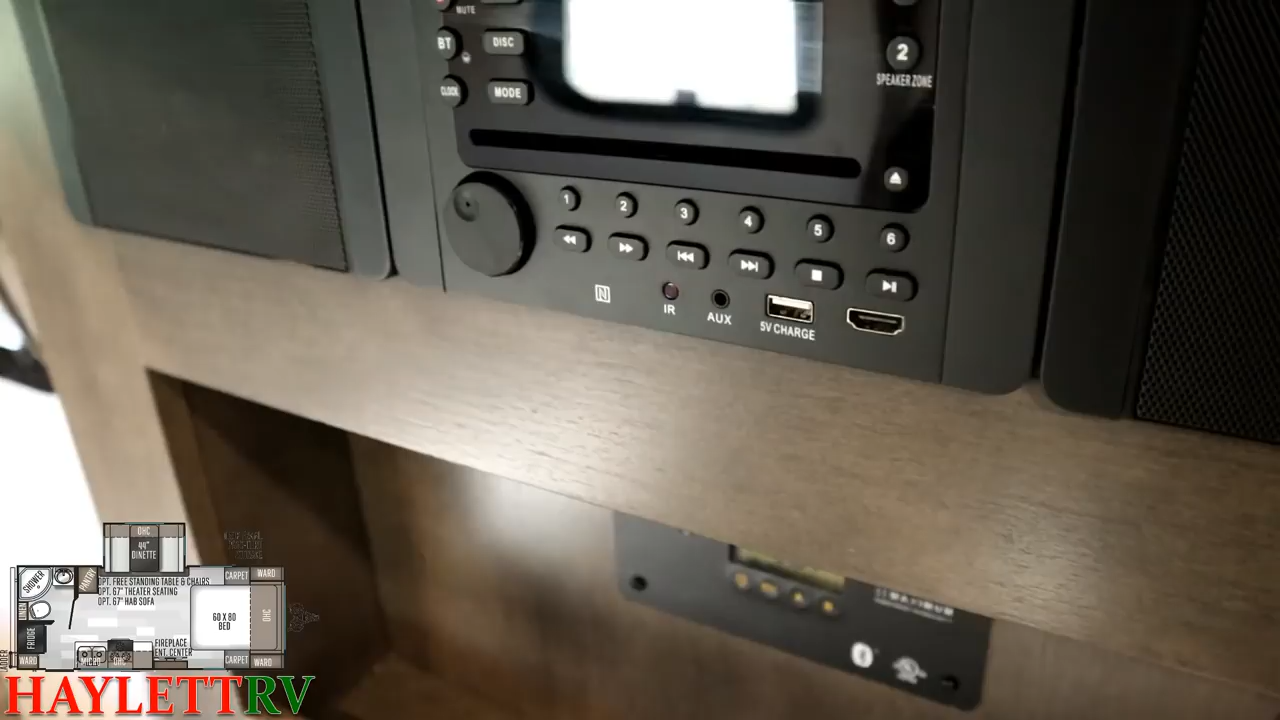 MUTE
BT
DISC
CLOCK
MODE
2
SPEAKER ZONE
1
2
3
4
5
6
N
IR
AUX
5V CHARGE
OHC
44"
DINETTE
SHOWER
PANTRY
OPT. FREE STANDING TABLE & CHAIRS
OPT. 67" THEATER SEATING
OPT. 67" HAB SOFA
CARPET
WARD
LINEN
60 X 80
BED
OHC
FRIDGE
FIREPLACE
ENT. CENTER
WARD
MICRO
OHC
CARPET
WARD
HAYLETTRV